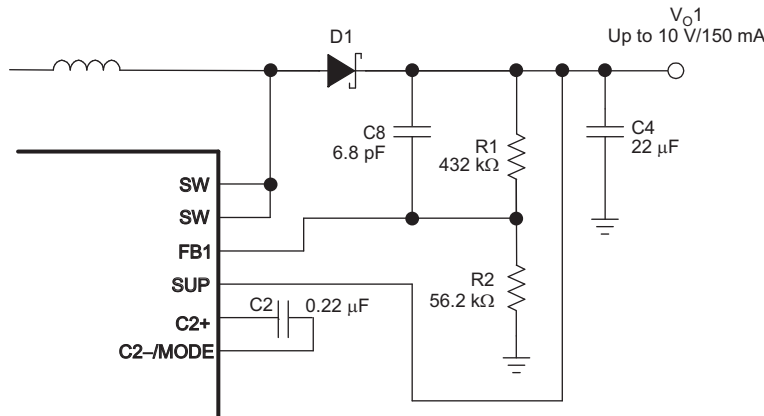 V_O1
Up to 10 V/150 mA
D1
C8
6.8 pF
R1
432 kΩ
C4
22 μF
SW
SW
FB1
SUP
R2
56.2 kΩ
C2
0.22 μF
C2+
C2–/MODE